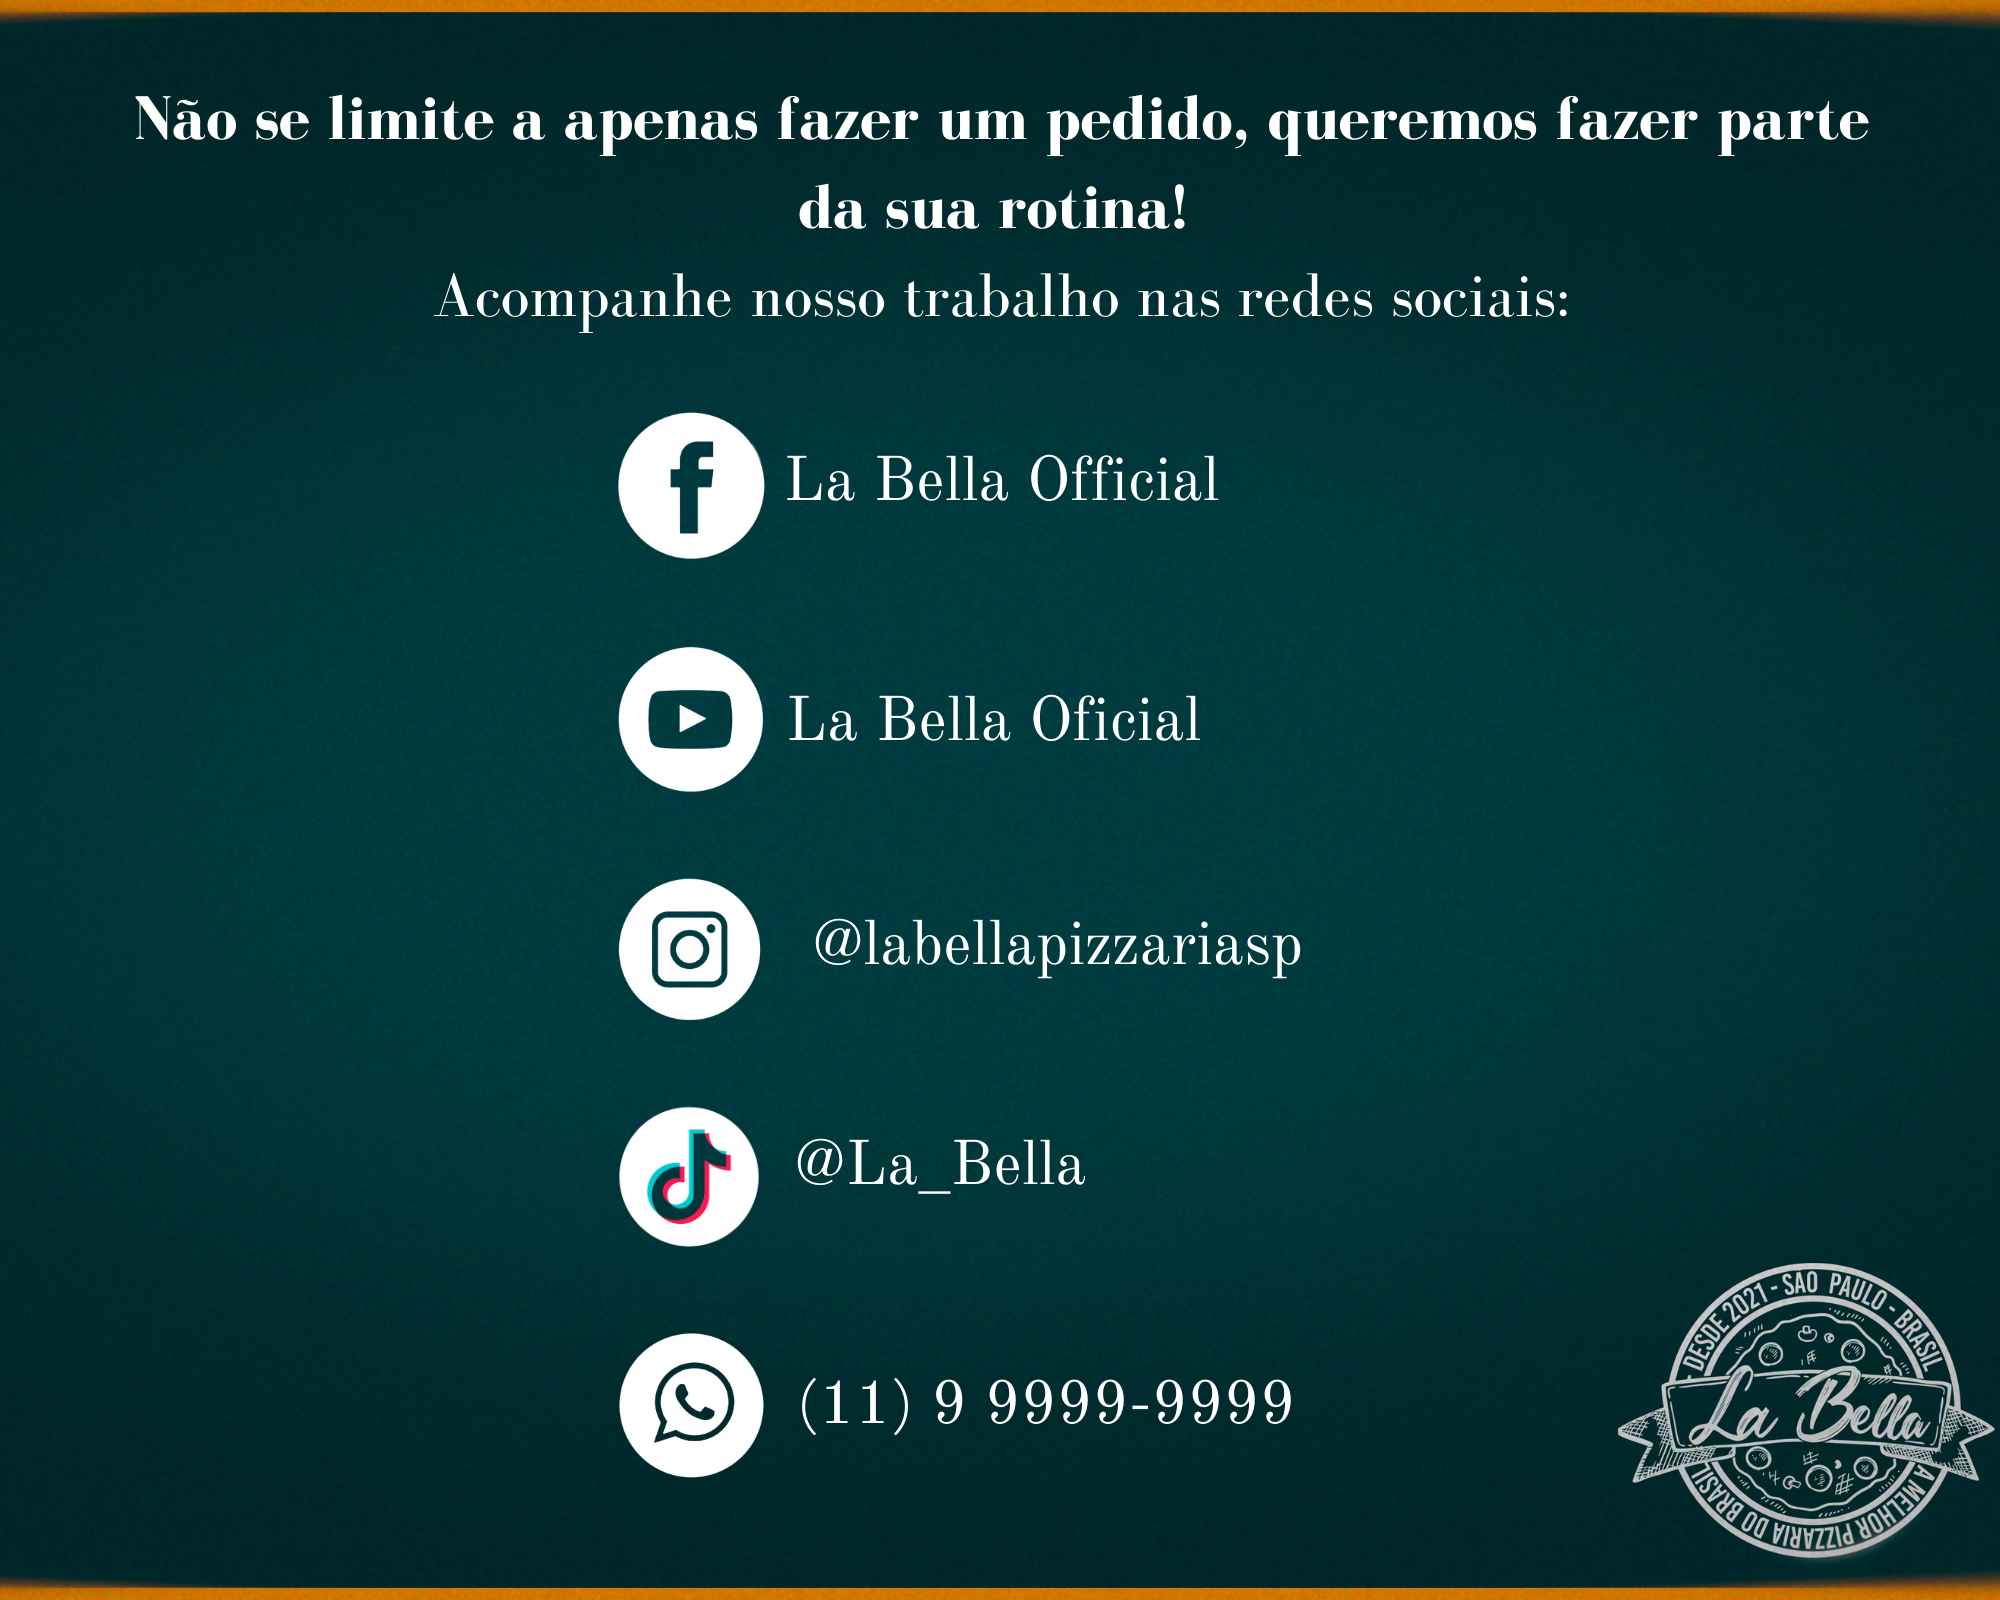 Não se limite a apenas fazer um pedido, queremos fazer parte
da sua rotina!
Acompanhe nosso trabalho nas redes sociais:
La Bella Official
La Bella Oficial
@labellapizzariasp
@La_Bella
(11) 9 9999-9999
DESDE 2021 - SAO PAULO - BRASIL
La Bella
A MELHOR PIZZARIA DO BRASIL